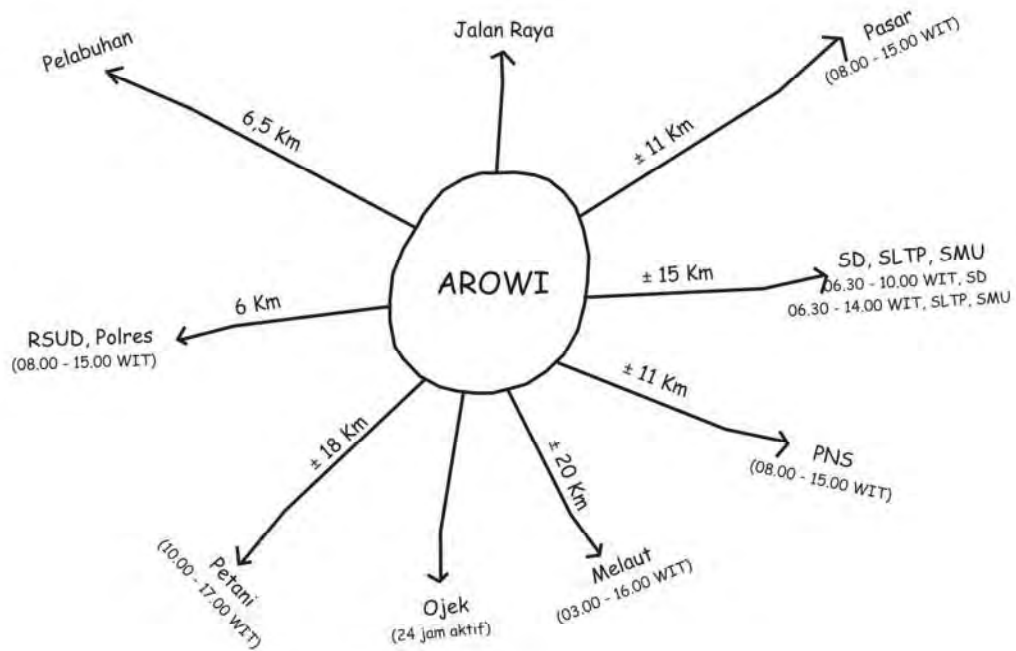 Pelabuhan
Jalan Raya
Pasar
(08.00 - 15.00 WIT)
6,5 Km
± 11 Km
AROWI
± 15 Km
SD, SLTP, SMU
06.30 - 10.00 WIT, SD
06.30 - 14.00 WIT, SLTP, SMU
6 Km
RSUD, Polres
(08.00 - 15.00 WIT)
± 11 Km
PNS
(08.00 - 15.00 WIT)
± 18 Km
± 20 Km
Petani
(10.00 - 17.00 WIT)
Ojek
(24 jam aktif)
Melaut
(03.00 - 16.00 WIT)